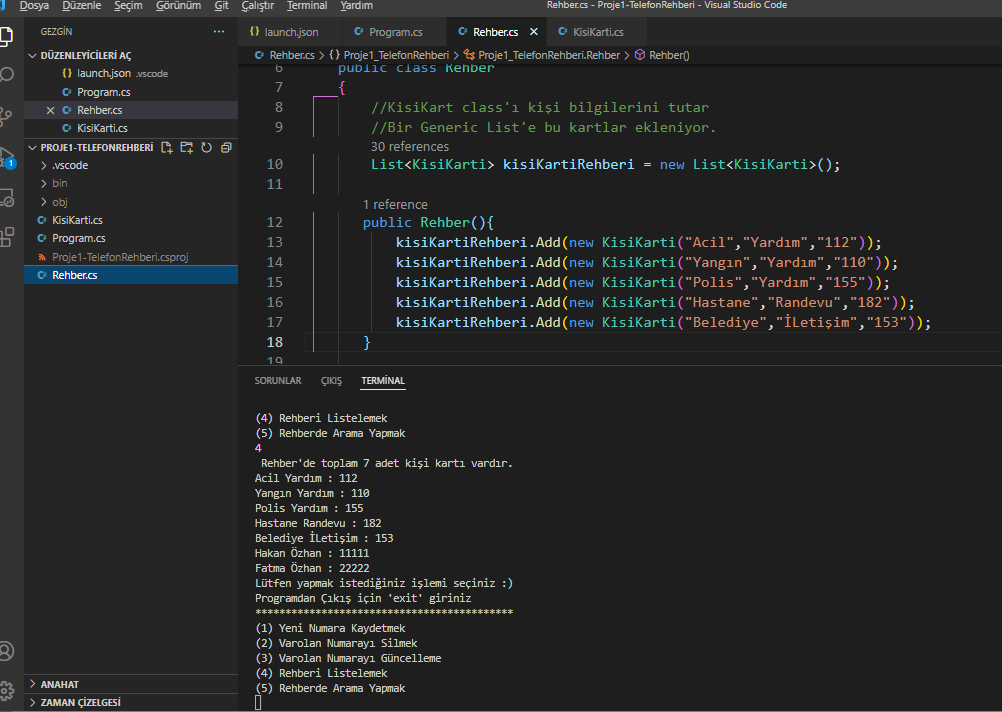 Dosya Düzenle Seçim Görünüm Git Çalıştır Terminal Yardım Rehber.cs - Proje1-TelefonRehberi - Visual Studio Code
GEZGİN ···
DÜZENLEYİCİLERİ AÇ
launch.json .vscode
Program.cs
Rehber.cs
KisiKarti.cs
PROJE1-TELEFONREHBERİ
.vscode
bin
obj
KisiKarti.cs
Program.cs
Proje1-TelefonRehberi.csproj
Rehber.cs
ANAHAT
ZAMAN ÇİZELGESİ
1
{} launch.json Program.cs Rehber.cs × KisiKarti.cs
Rehber.cs > {} Proje1_TelefonRehberi > Proje1_TelefonRehberi.Rehber > Rehber()
6 public class Rehber
7 {
8 //KisiKart class'ı kişi bilgilerini tutar
9 //Bir Generic List'e bu kartlar ekleniyor.
30 references
10 List<KisiKarti> kisiKartiRehberi = new List<KisiKarti>();
11
1 reference
12 public Rehber(){
13 kisiKartiRehberi.Add(new KisiKarti("Acil","Yardım","112"));
14 kisiKartiRehberi.Add(new KisiKarti("Yangın","Yardım","110"));
15 kisiKartiRehberi.Add(new KisiKarti("Polis","Yardım","155"));
16 kisiKartiRehberi.Add(new KisiKarti("Hastane","Randevu","182"));
17 kisiKartiRehberi.Add(new KisiKarti("Belediye","İLetişim","153"));
18 }
19
SORUNLAR ÇIKIŞ TERMİNAL
(4) Rehberi Listelemek
(5) Rehberde Arama Yapmak
4
Rehber'de toplam 7 adet kişi kartı vardır.
Acil Yardım : 112
Yangın Yardım : 110
Polis Yardım : 155
Hastane Randevu : 182
Belediye İLetişim : 153
Hakan Özhan : 11111
Fatma Özhan : 22222
Lütfen yapmak istediğiniz işlemi seçiniz :)
Programdan Çıkış için 'exit' giriniz
*******************************************
(1) Yeni Numara Kaydetmek
(2) Varolan Numarayı Silmek
(3) Varolan Numarayı Güncelleme
(4) Rehberi Listelemek
(5) Rehberde Arama Yapmak